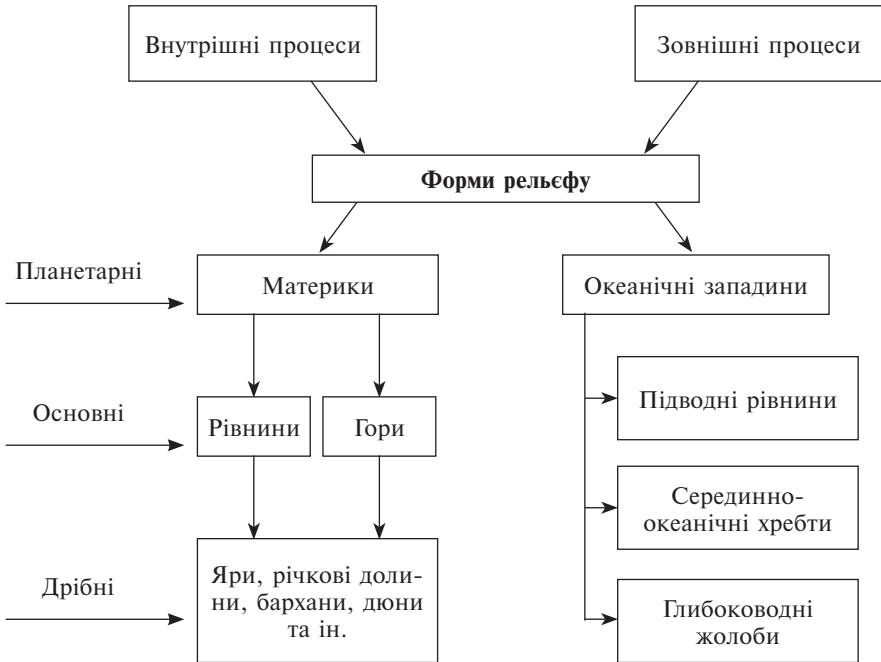 Внутрішні процеси
Зовнішні процеси
Форми рельєфу
Планетарні
Материки
Океанічні западини
Основні
Рівнини
Гори
Підводні рівнини
Серединно-
океанічні хребти
Дрібні
Яри, річкові доли-
ни, бархани, дюни
та ін.
Глибоководні
жолоби